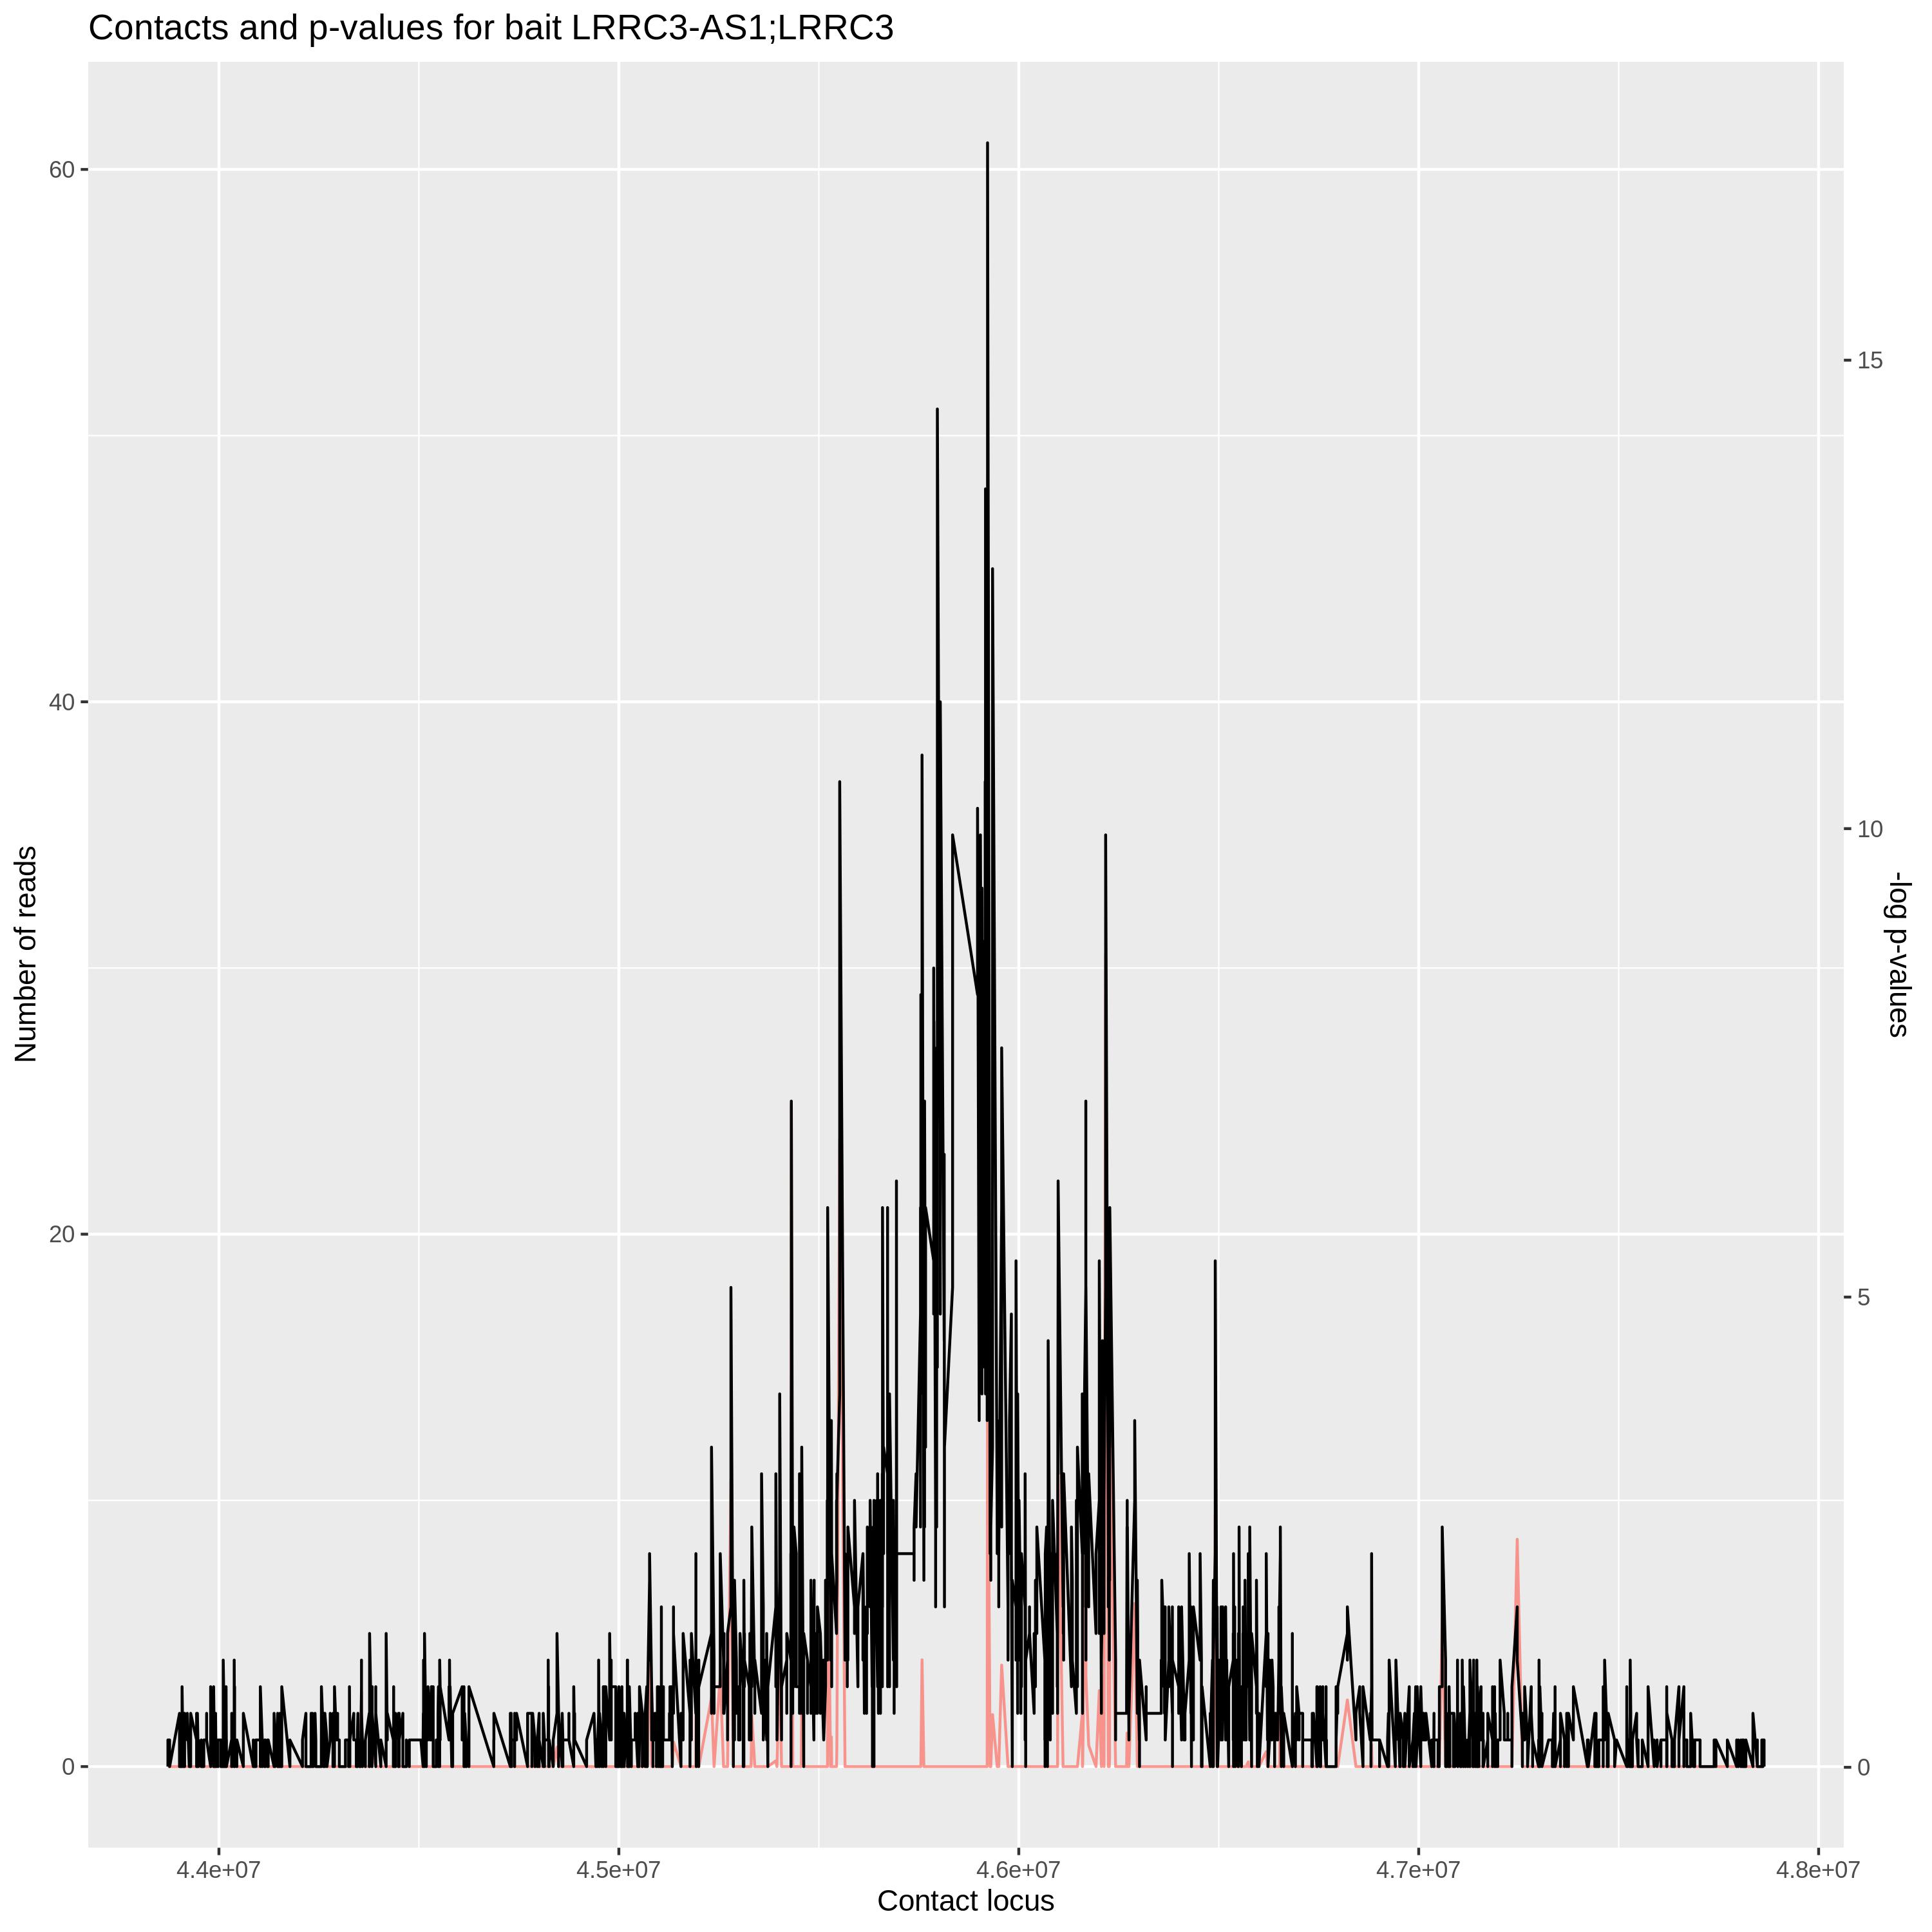 Contacts and p-values for bait LRRC3-AS1;LRRC3
60
40
20
0
Number of reads
15
10
5
0
-log p-values
4.4e+07
4.5e+07
4.6e+07
4.7e+07
4.8e+07
Contact locus